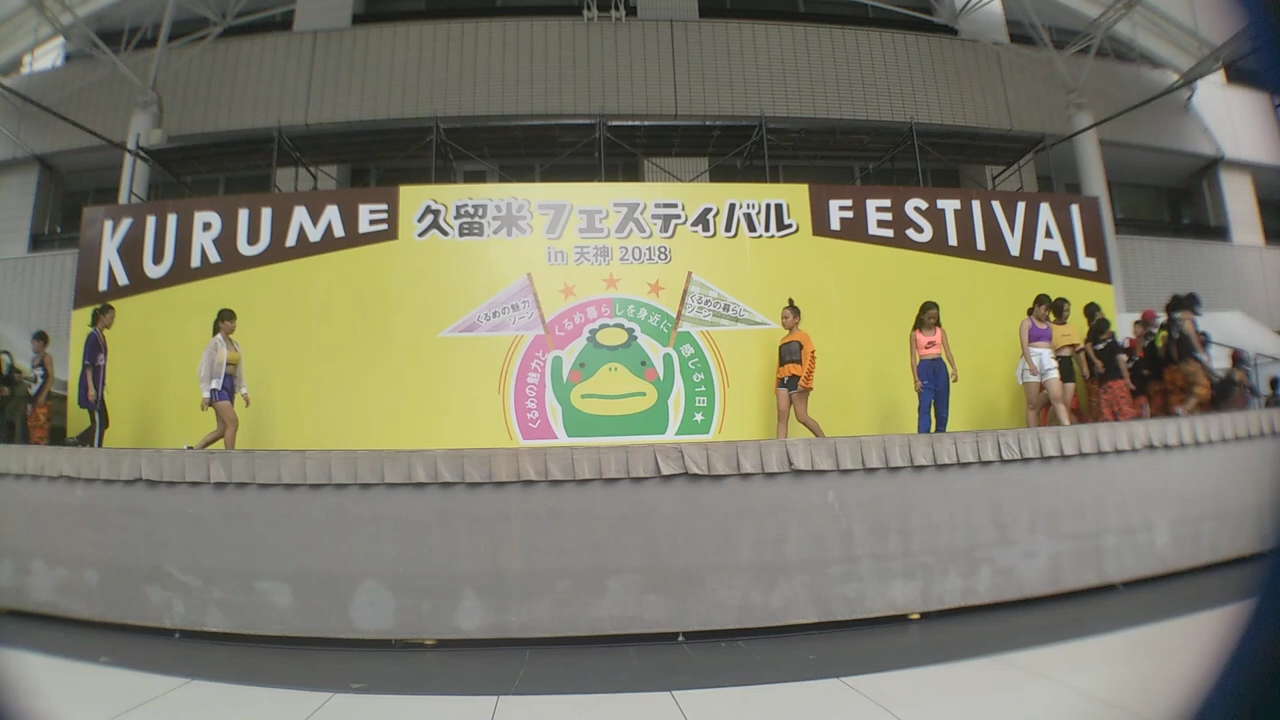 KURUME
久留米フェスティバル
FESTIVAL
in 天神 2018
くるめの魅力
ゾーン
くるめの暮らし
ゾーン
くるめの魅力と
くるめ暮らしを身近に
感じる1日★